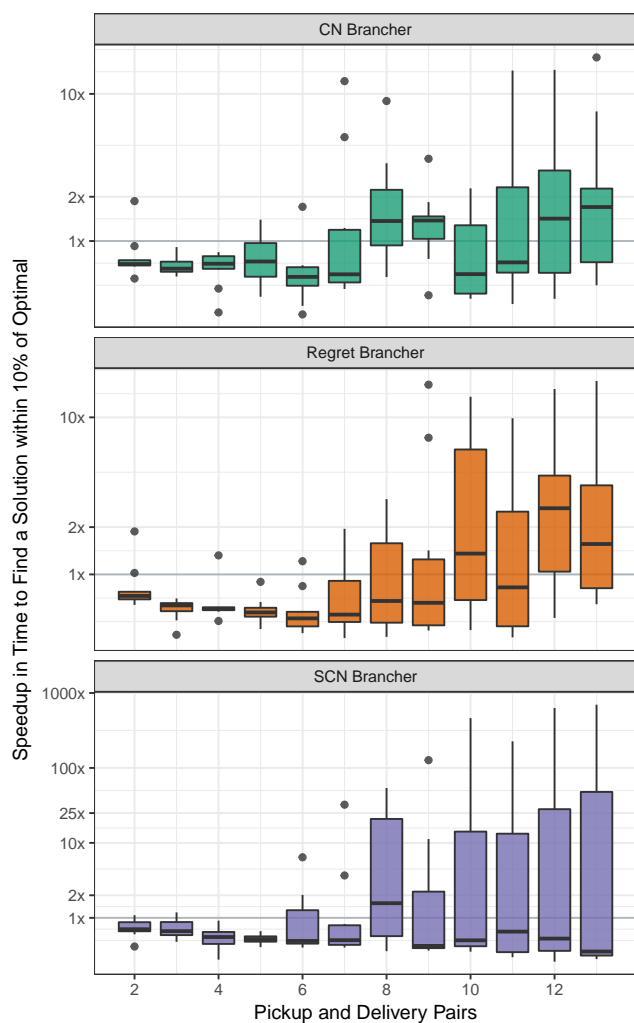 CN Brancher
10x
2x
1x
Regret Brancher
10x
2x
1x
SCN Brancher
1000x
100x
25x
10x
2x
1x
2 4 6 8 10 12
Pickup and Delivery Pairs
Speedup in Time to Find a Solution within 10% of Optimal